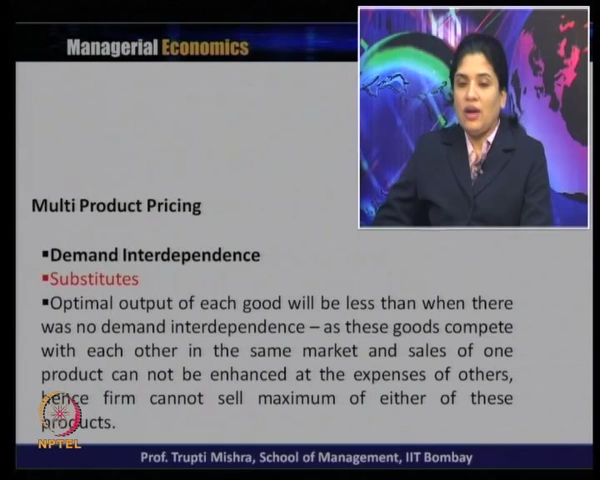 Managerial Economics
Multi Product Pricing
▪Demand Interdependence
▪Substitutes
▪Optimal output of each good will be less than when there
was no demand interdependence – as these goods compete
with each other in the same market and sales of one
product can not be enhanced at the expenses of others,
hence firm cannot sell maximum of either of these
products.
NPTEL
Prof. Trupti Mishra, School of Management, IIT Bombay